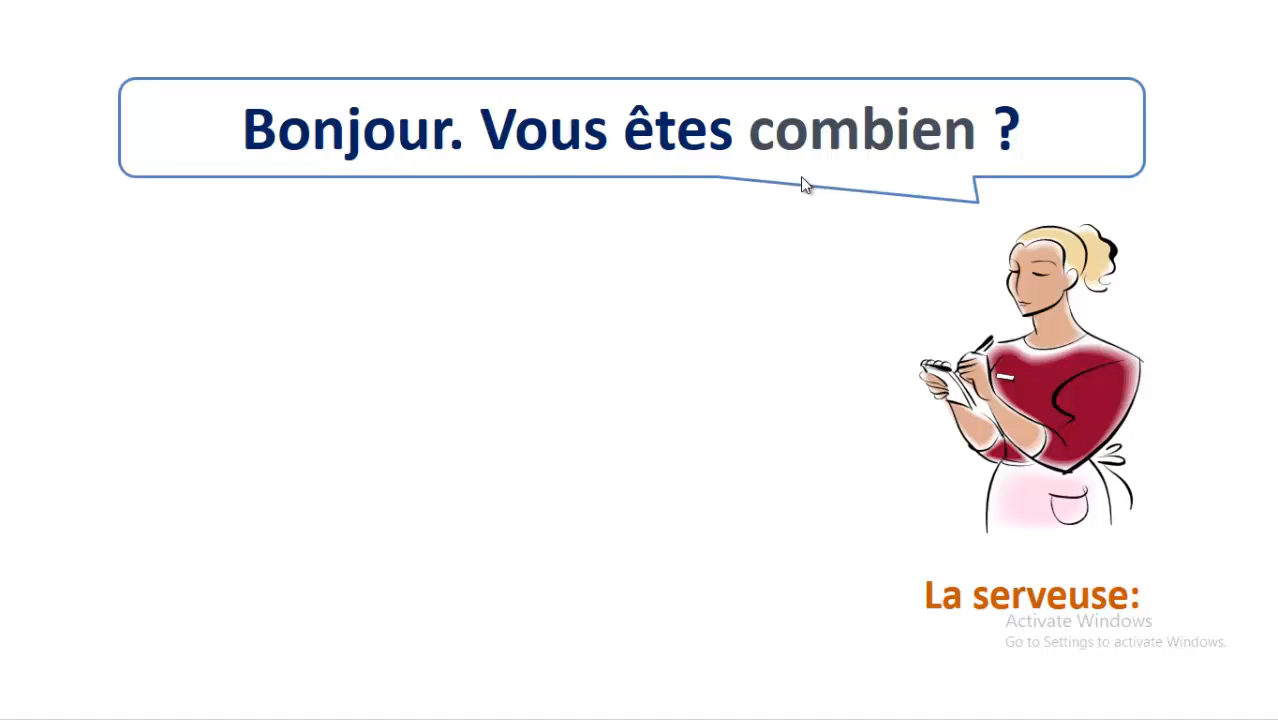 Bonjour. Vous êtes combien ?
La serveuse:
Activate Windows
Go to Settings to activate Windows.